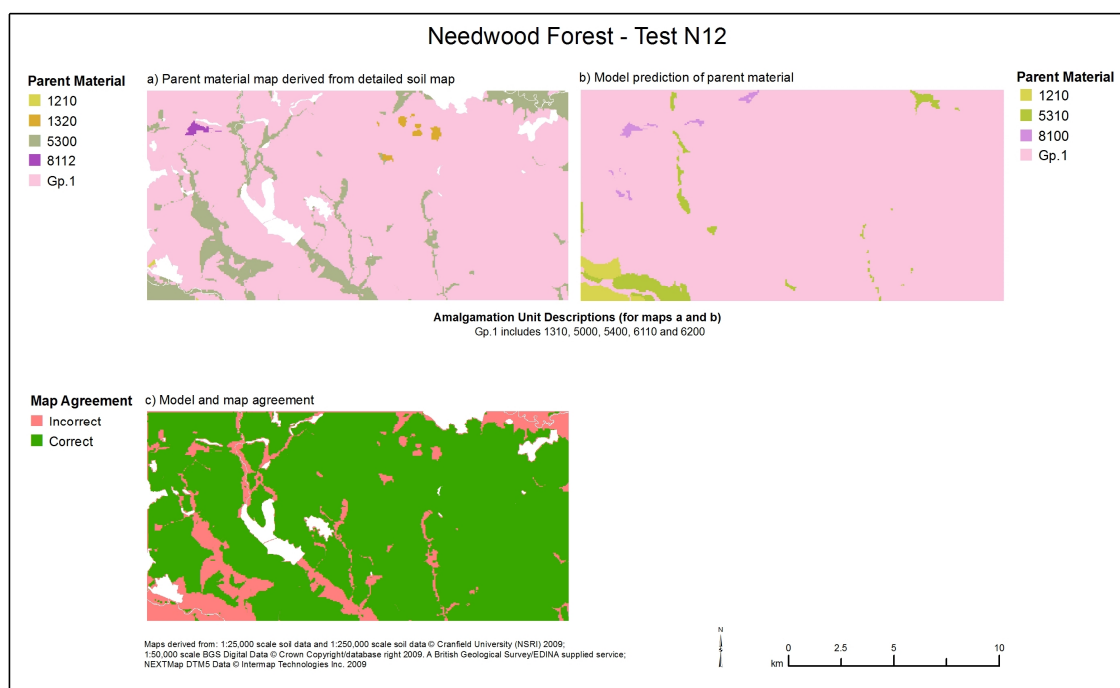 Needwood Forest - Test N12
Parent Material
1210
1320
5300
8112
Gp.1
a) Parent material map derived from detailed soil map
b) Model prediction of parent material
Parent Material
1210
5310
8100
Gp.1
Amalgamation Unit Descriptions (for maps a and b)
Gp.1 includes 1310, 5000, 5400, 6110 and 6200
Map Agreement
Incorrect
Correct
c) Model and map agreement
Maps derived from: 1:25,000 scale soil data and 1:250,000 scale soil data © Cranfield University (NSRI) 2009;
1:50,000 scale BGS Digital Data © Crown Copyright/database right 2009. A British Geological Survey/EDINA supplied service;
NEXTMap DTM5 Data © Intermap Technologies Inc. 2009
N
km 0 2.5 5 10